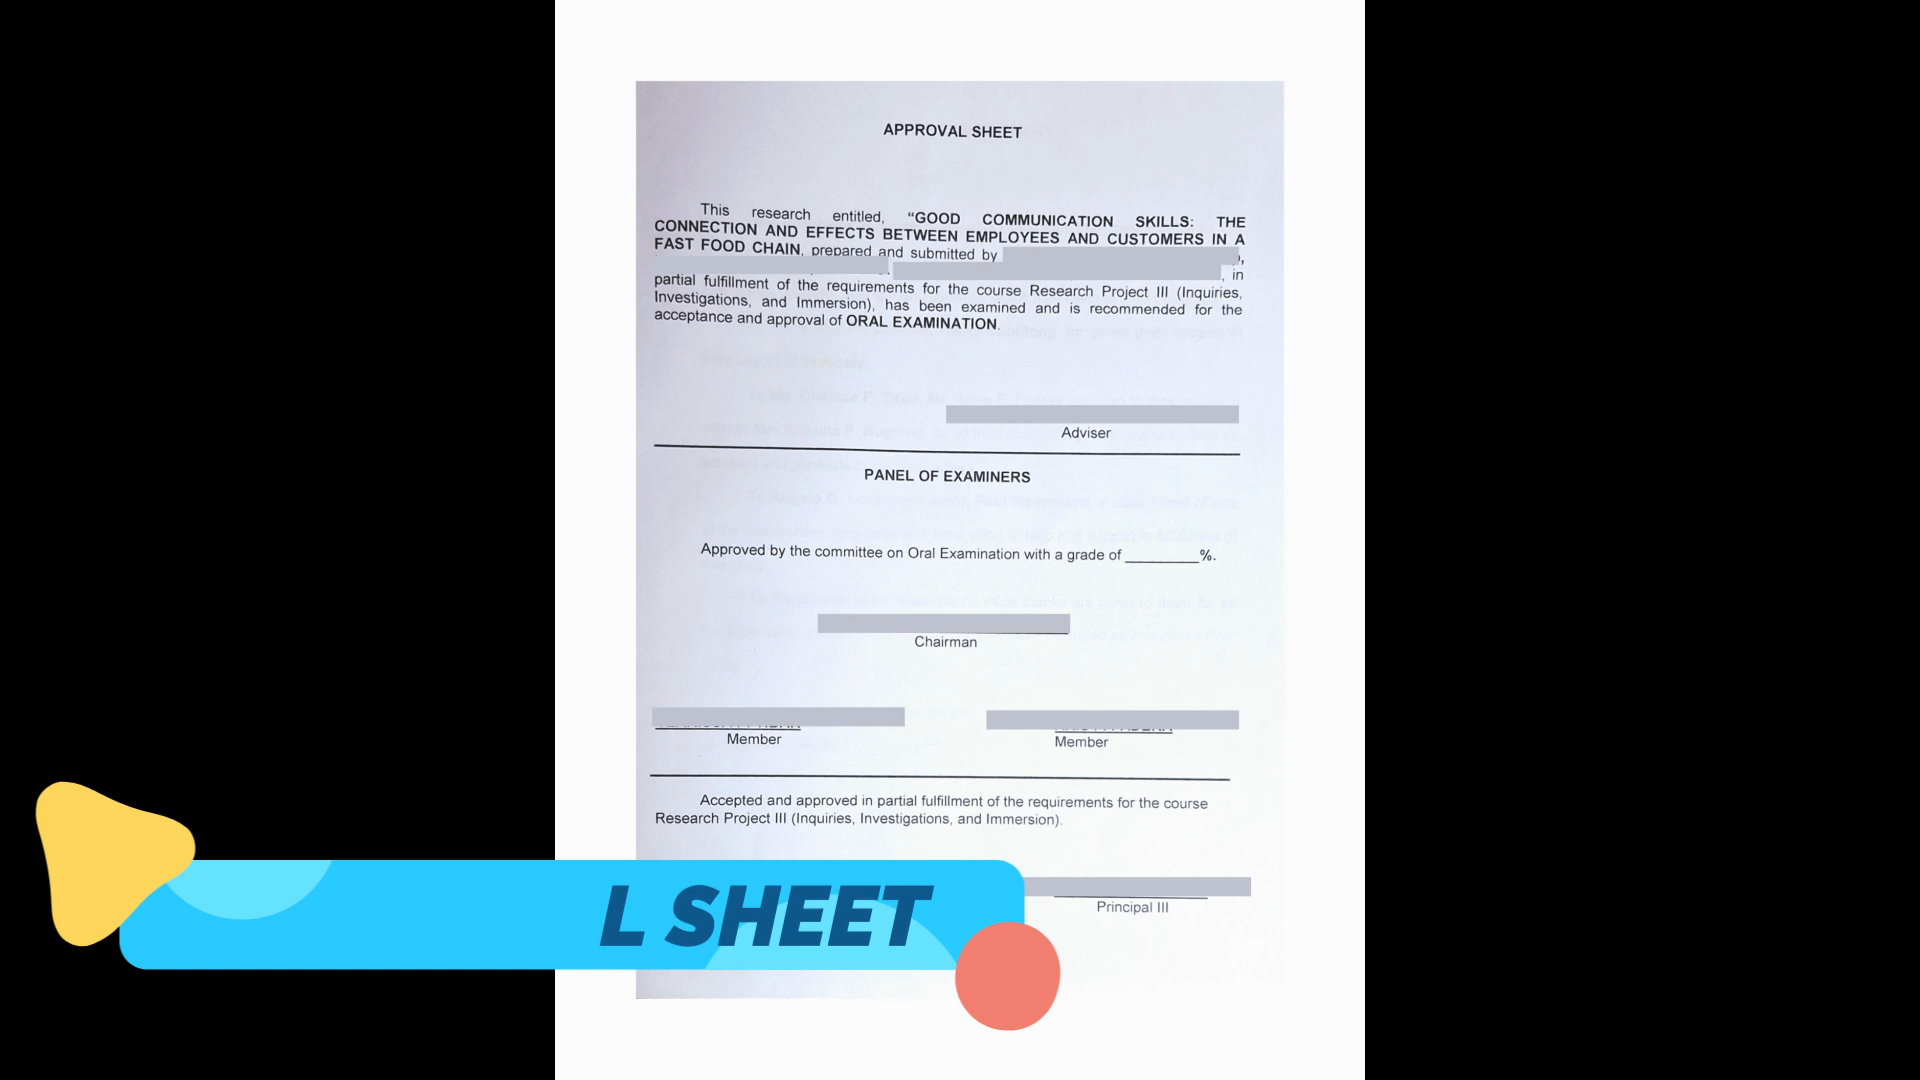 APPROVAL SHEET
This research entitled, “GOOD COMMUNICATION SKILLS: THE
CONNECTION AND EFFECTS BETWEEN EMPLOYEES AND CUSTOMERS IN A
FAST FOOD CHAIN, prepared and submitted by
, in
partial fulfillment of the requirements for the course Research Project III (Inquiries,
Investigations, and Immersion), has been examined and is recommended for the
acceptance and approval of ORAL EXAMINATION.
Adviser
PANEL OF EXAMINERS
Approved by the committee on Oral Examination with a grade of _________%.
Chairman
Member
Member
Accepted and approved in partial fulfillment of the requirements for the course
Research Project III (Inquiries, Investigations, and Immersion).
Principal III
L SHEET